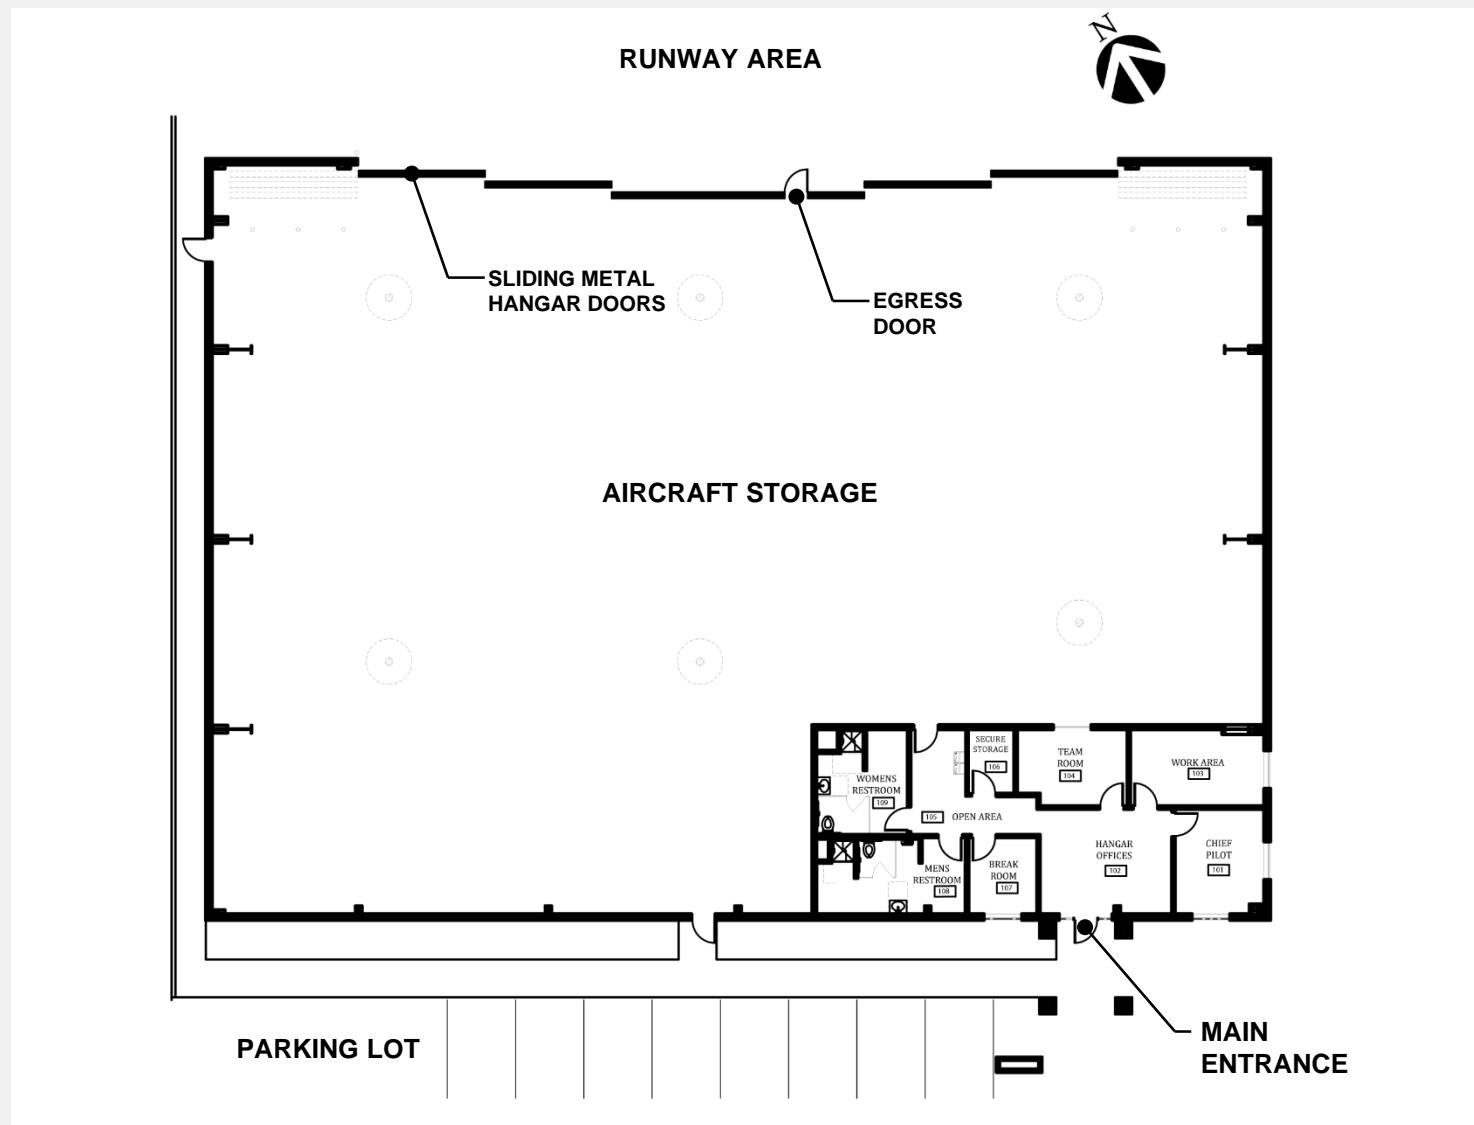 N
RUNWAY AREA
SLIDING METAL
HANGAR DOORS
EGRESS
DOOR
AIRCRAFT STORAGE
SECURE
STORAGE
106
TEAM
ROOM
104
WORK AREA
103
WOMENS
RESTROOM
109
105
OPEN AREA
HANGAR
OFFICES
102
CHIEF
PILOT
101
MENS
RESTROOM
108
BREAK
ROOM
107
PARKING LOT
MAIN
ENTRANCE